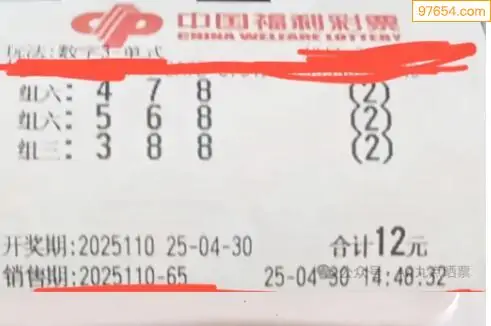 97654.com
中国福利彩票
CHINA WELFARE LOTTERY
玩法:数字3-单式
组六: 4 7 8 (2)
组六: 5 6 8 (2)
组三: 3 8 8 (2)
开奖期:2025110 25-04-30 合计12元
销售期:2025110-65 25-04-30 14:48:32